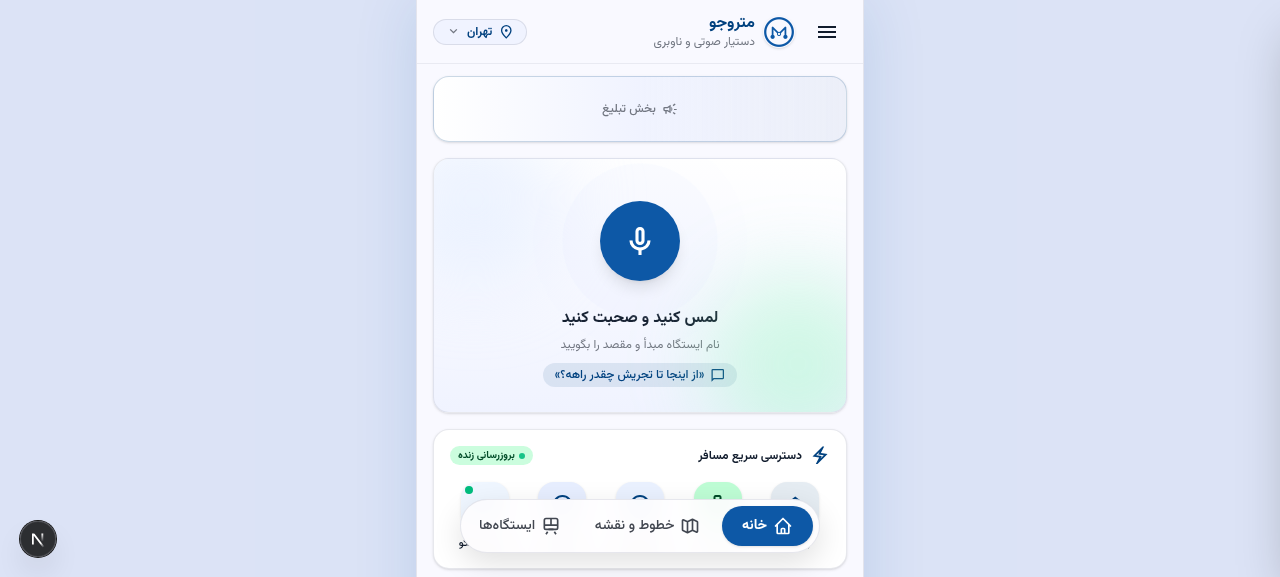 متروجو
دستیار صوتی و ناوبری
تهران
بخش تبلیغ
لمس کنید و صحبت کنید
نام ایستگاه مبدأ و مقصد را بگویید
«از اینجا تا تجریش چقدر راهه؟»
دسترسی سریع مسافر
بروزرسانی زنده
خانه
خطوط و نقشه
ایستگاه‌ها
N